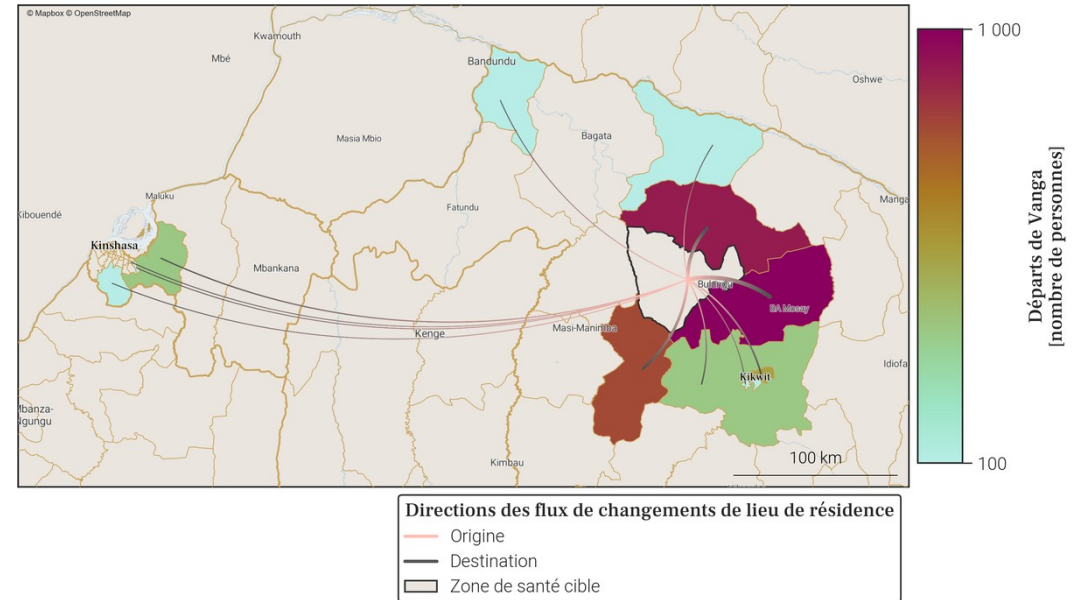 © Mapbox © OpenStreetMap
Kwamouth
Mbé
Bandundu
Oshwe
Masia Mbio
Bagata
Maluku
Fatundu
Manga
Kibouendé
Kinshasa
Mbankana
Kenge
Masi-Manimba
BA Mosay
Idiofa
Kikwit
Mbanza-
Ngungu
Kimbau
100 km
1 000
100
Départs de Vanga
[nombre de personnes]
Directions des flux de changements de lieu de résidence
Origine
Destination
Zone de santé cible